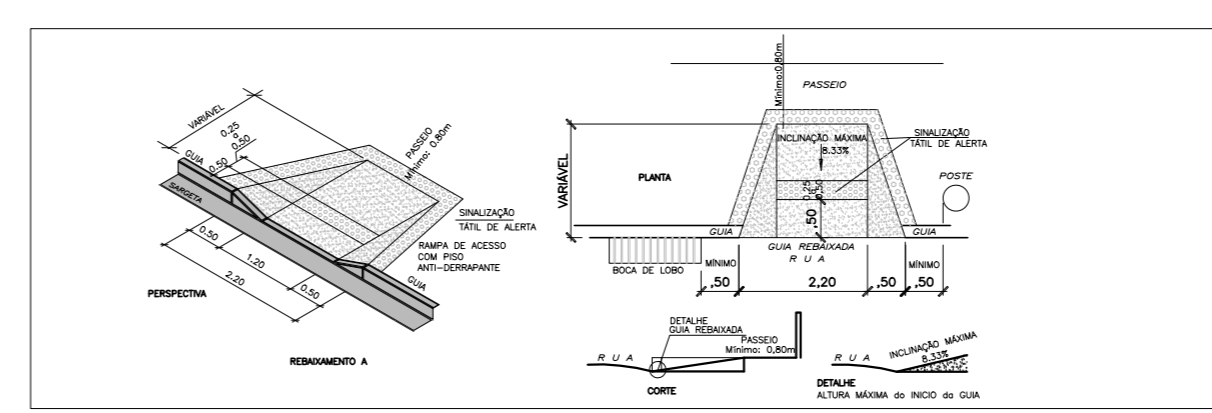 VARIÁVEL
0.25
a
0,50
GUIA
0.50
SARGETA
PASSEIO
Mínimo: 0.80m
SINALIZAÇÃO
TÁTIL DE ALERTA
RAMPA DE ACESSO
COM PISO
ANTI-DERRAPANTE
GUIA
0.50
1.20
2.20
0.50
PERSPECTIVA
REBAIXAMENTO A
Mínimo:0,80m
PASSEIO
INCLINAÇÃO MÁXIMA
8.33%
SINALIZAÇÃO
TÁTIL DE ALERTA
POSTE
VARIÁVEL
PLANTA
0,25
0,50
,50
GUIA
GUIA
GUIA REBAIXADA
R U A
BOCA DE LOBO
MÍNIMO
MÍNIMO
,50
2,20
,50
,50
DETALHE
GUIA REBAIXADA
PASSEIO
Mínimo: 0,80m
R U A
CORTE
R U A
INCLINAÇÃO MÁXIMA
8.33%
DETALHE
ALTURA MÁXIMA do INICIO da GUIA